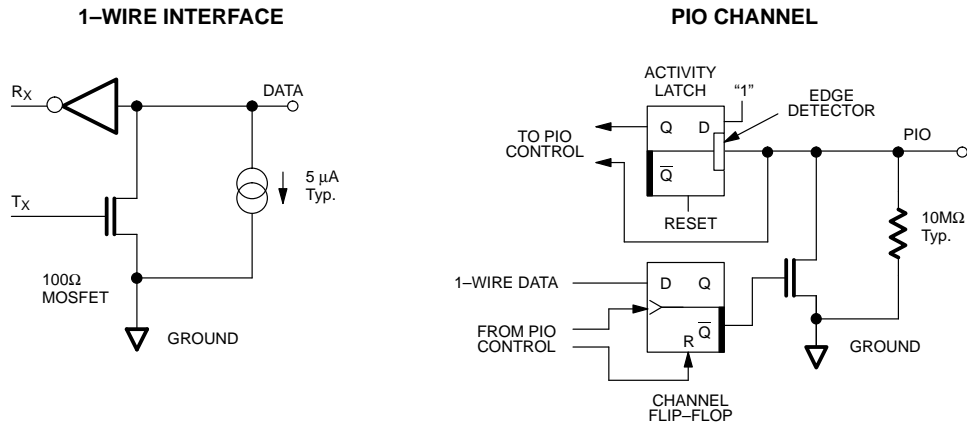 1–WIRE INTERFACE
RX
DATA
5 µA
Typ.
TX
100Ω
MOSFET
GROUND
PIO CHANNEL
ACTIVITY
LATCH
“1”
EDGE
DETECTOR
Q
D
PIO
TO PIO
CONTROL
Q
RESET
10MΩ
Typ.
1–WIRE DATA
D
Q
FROM PIO
CONTROL
Q
R
GROUND
CHANNEL
FLIP–FLOP